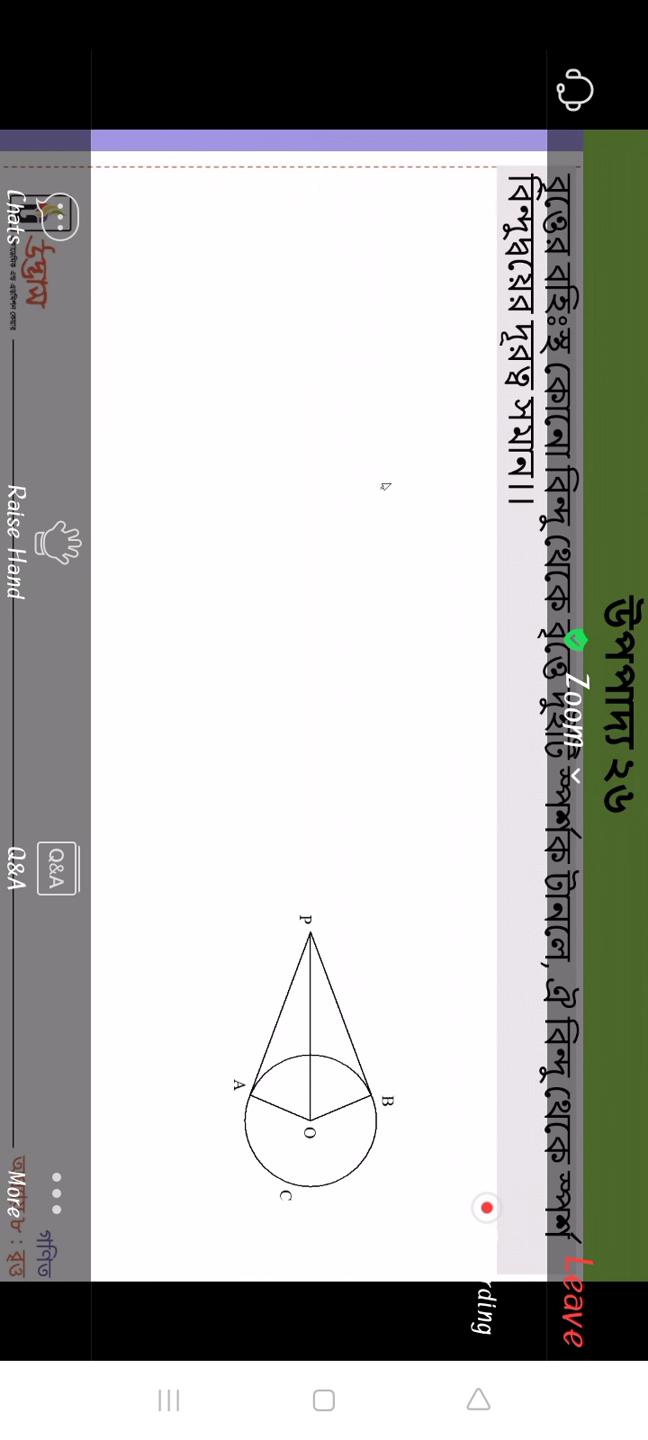 উপপাদ্য ২৬
Zoom
Leave
বৃত্তের বহিঃস্থ কোনো বিন্দু থেকে বৃত্তে দুইটি স্পর্শক টানলে, ঐ বিন্দু থেকে স্পর্শ
বিন্দুদ্বয়ের দূরত্ব সমান।।
rding
B
P
O
C
A
উদ্ভাস
গণিত
Q&A
Chats
Raise Hand
Q&A
More
: বৃত্ত